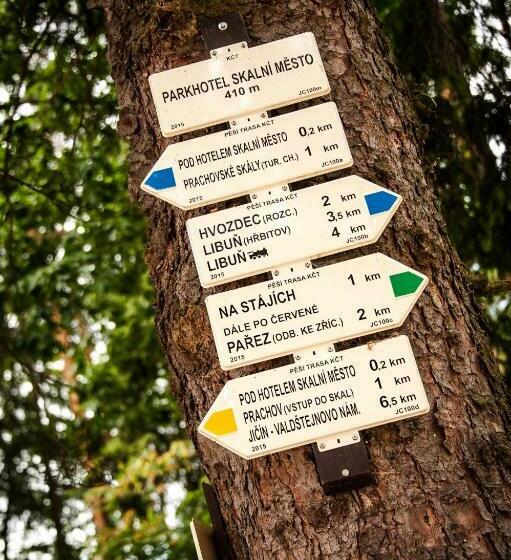 KČT
PARKHOTEL SKALNÍ MĚSTO
410 m
2015 JC100m
PĚŠÍ TRASA KČT
POD HOTELEM SKALNÍ MĚSTO 0,2 km
PRACHOVSKÉ SKÁLY (TUR. CH.) 1 km
2015 JC100a
PĚŠÍ TRASA KČT
HVOZDEC (ROZC.) 2 km
LIBUŇ (HŘBITOV) 3,5 km
LIBUŇ 4 km
2015 JC100b
PĚŠÍ TRASA KČT
NA STÁJÍCH 1 km
DÁLE PO ČERVENÉ
PAŘEZ (ODB. KE ZŘÍC.) 2 km
2015 JC100c
PĚŠÍ TRASA KČT
POD HOTELEM SKALNÍ MĚSTO 0,2 km
PRACHOV (VSTUP DO SKAL) 1 km
JIČÍN - VALDŠTEJNOVO NÁM. 6,5 km
2015 JC100d